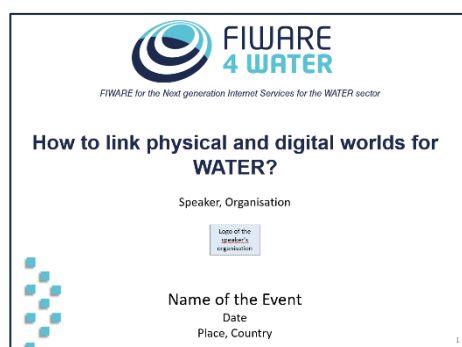 FIWARE
4 WATER
FIWARE for the Next generation Internet Services for the WATER sector
How to link physical and digital worlds for
WATER?
Speaker, Organisation
Logo of the
speaker's
organisation
Name of the Event
Date
Place, Country
1